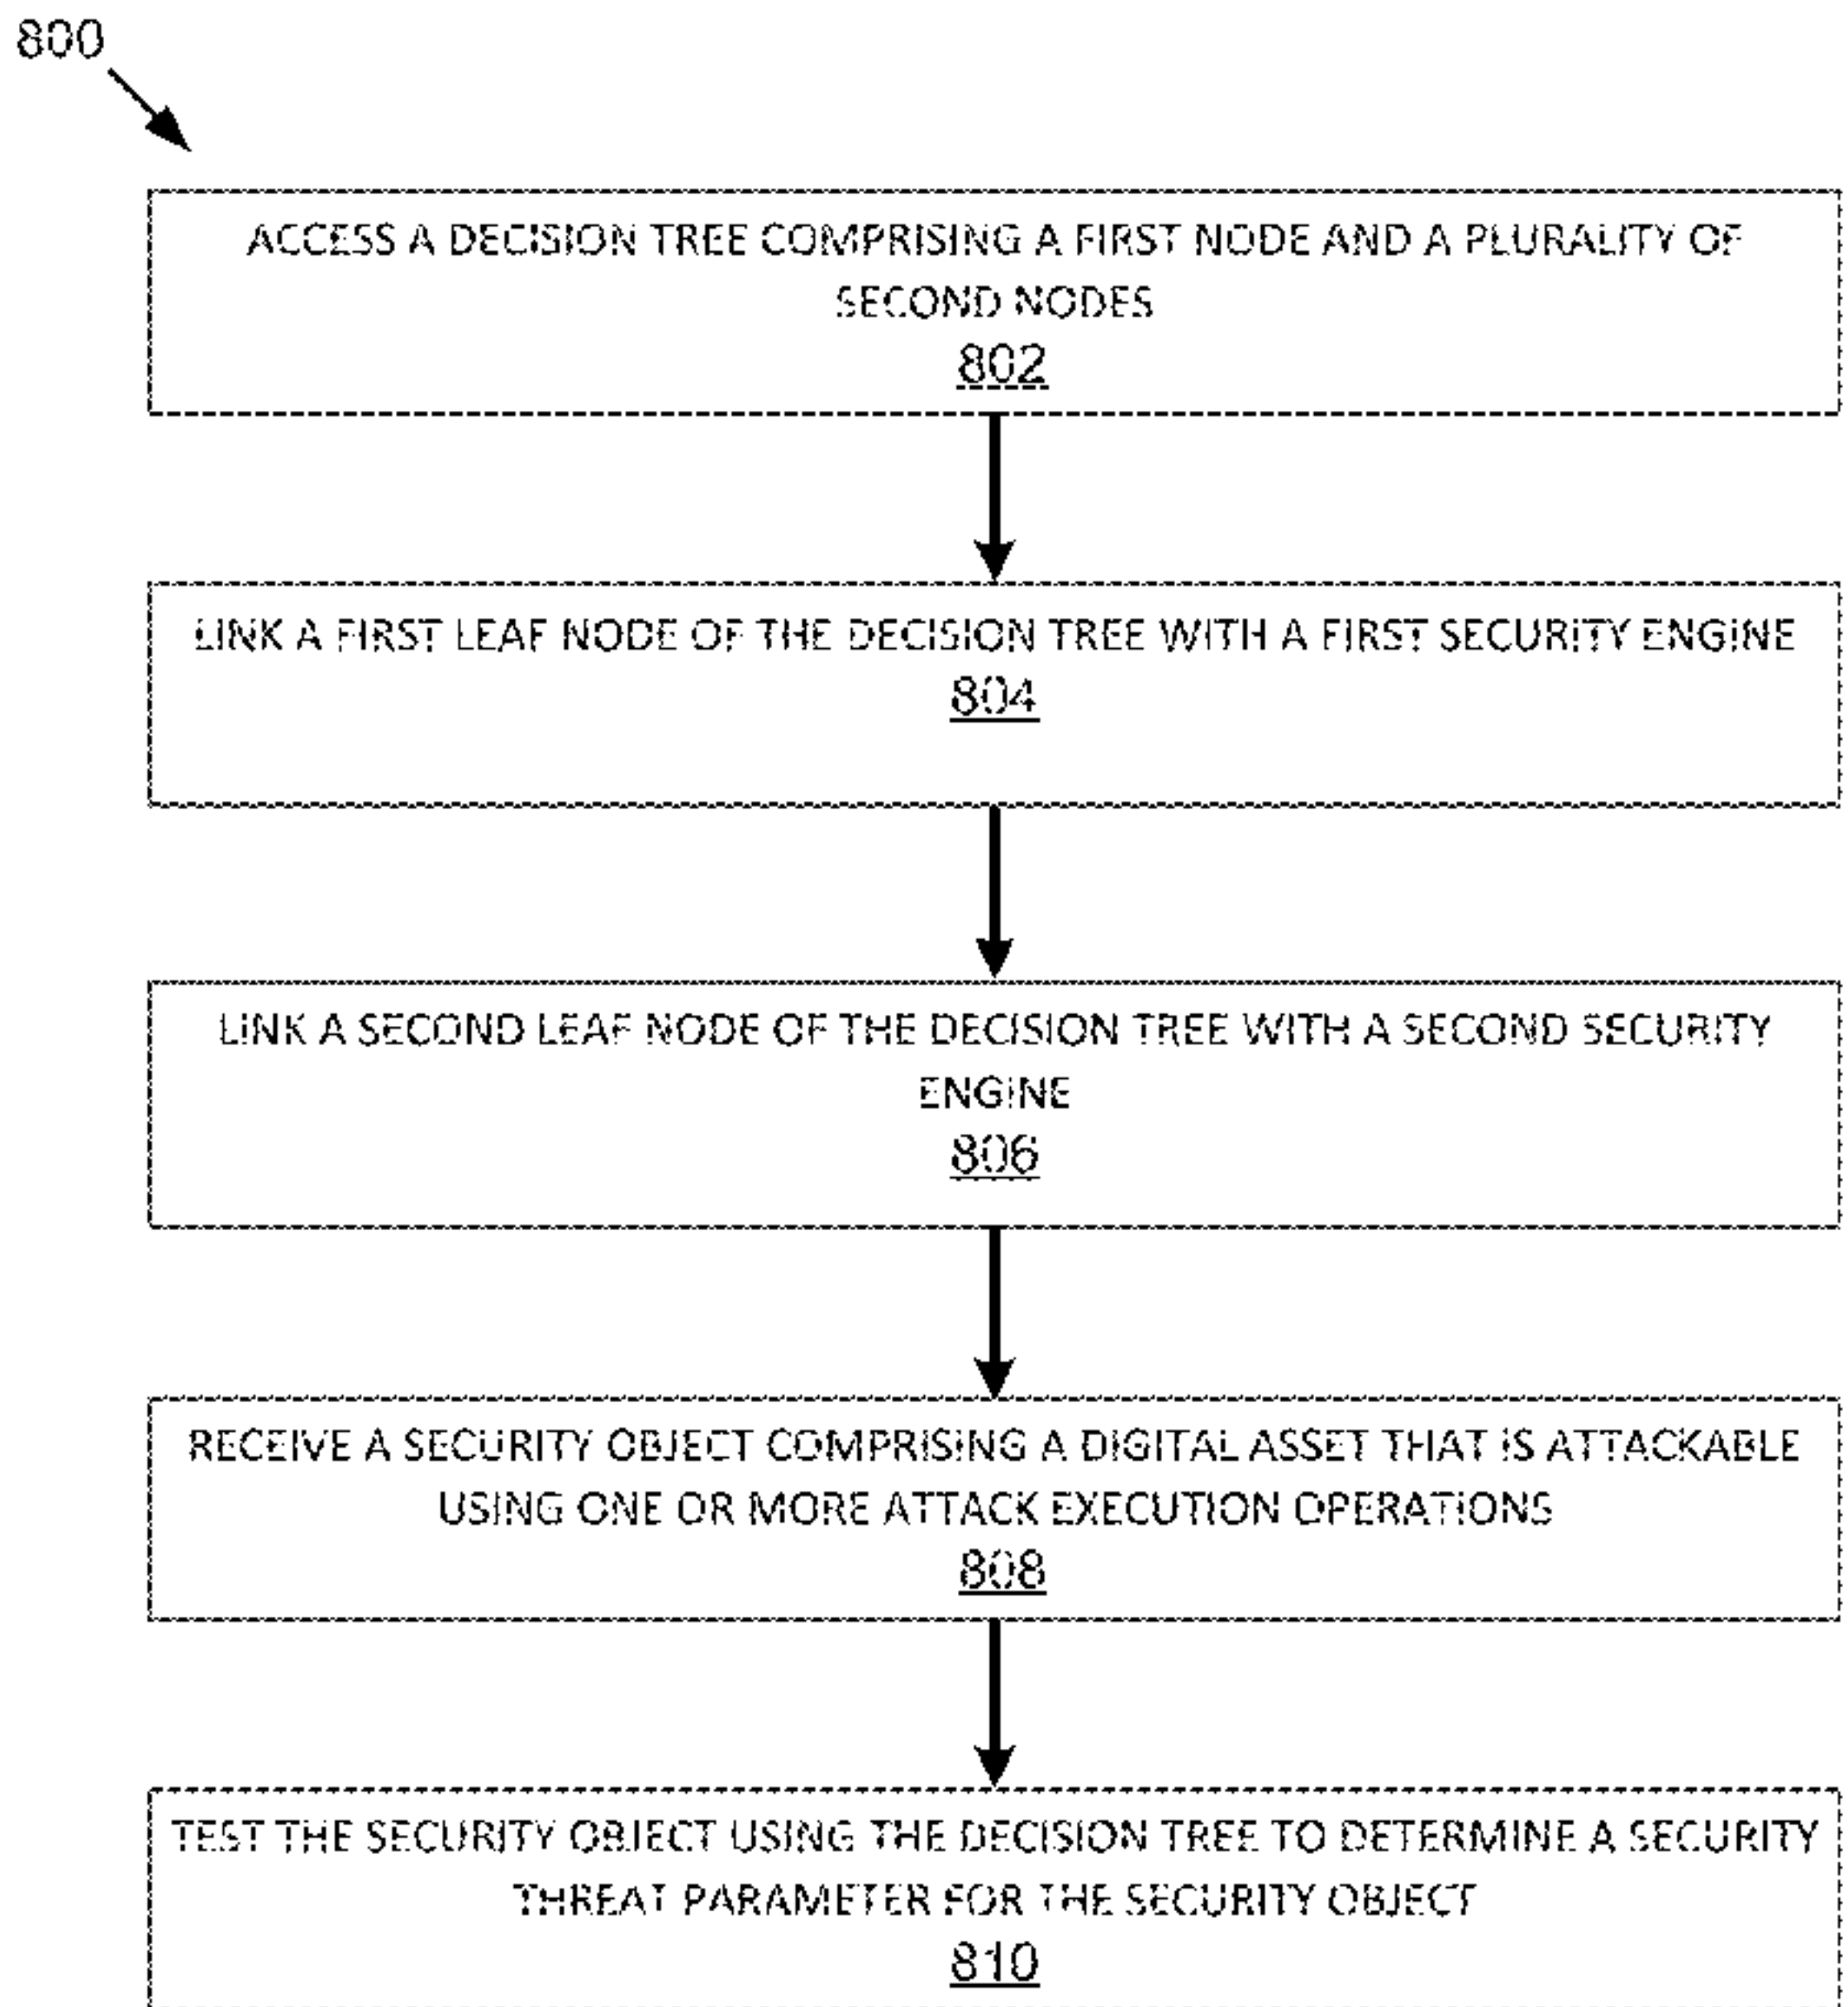 800
ACCESS A DECISION TREE COMPRISING A FIRST NODE AND A PLURALITY OF
SECOND NODES
802
LINK A FIRST LEAF NODE OF THE DECISION TREE WITH A FIRST SECURITY ENGINE
804
LINK A SECOND LEAF NODE OF THE DECISION TREE WITH A SECOND SECURITY
ENGINE
806
RECEIVE A SECURITY OBJECT COMPRISING A DIGITAL ASSET THAT IS ATTACKABLE
USING ONE OR MORE ATTACK EXECUTION OPERATIONS
808
TEST THE SECURITY OBJECT USING THE DECISION TREE TO DETERMINE A SECURITY
THREAT PARAMETER FOR THE SECURITY OBJECT
810